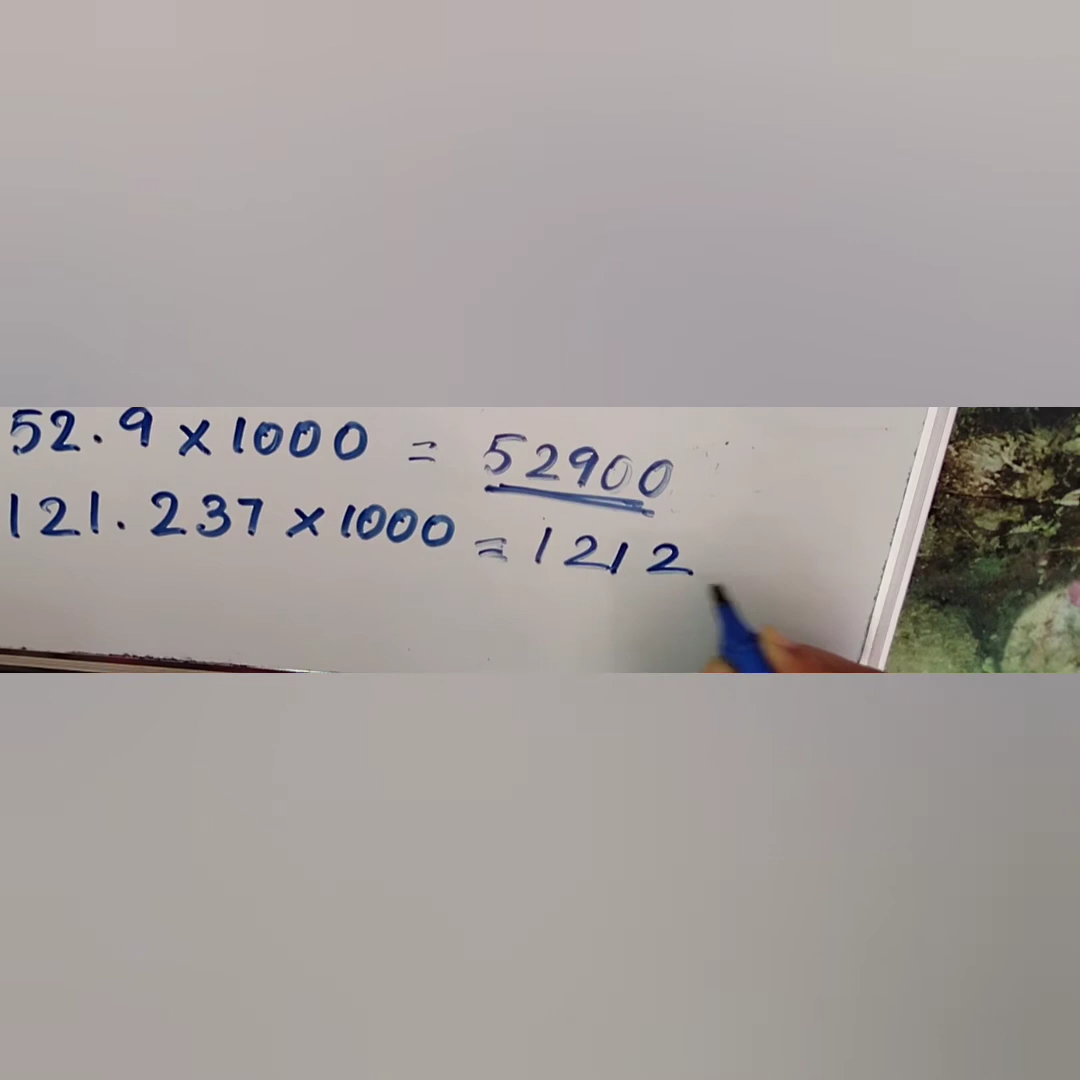 52.9 × 1000 = 52900
121.237 × 1000 = 1212